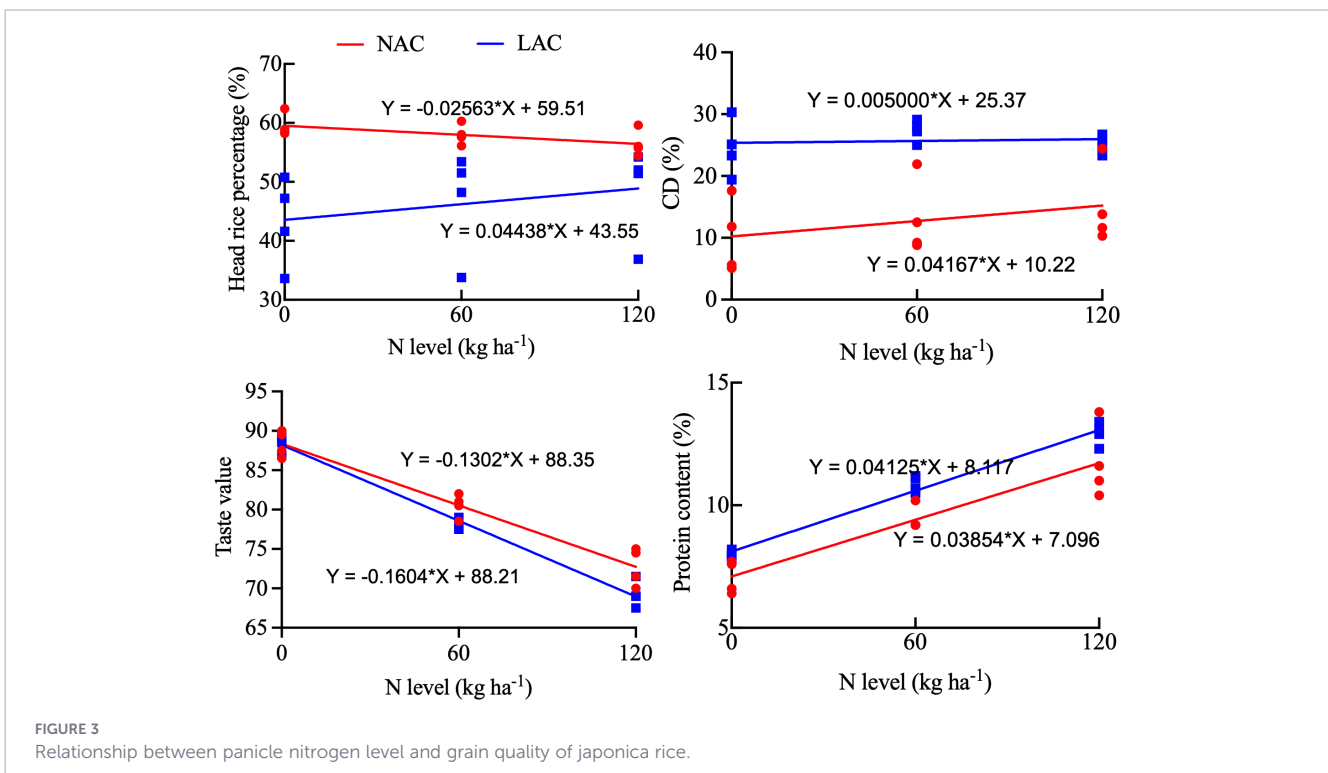 NAC LAC
70
60
50
40
30
Head rice percentage (%)
Y = -0.02563*X + 59.51
Y = 0.04438*X + 43.55
0 60 120
N level (kg ha-1)
40
30
20
10
0
CD (%)
Y = 0.005000*X + 25.37
Y = 0.04167*X + 10.22
0 60 120
N level (kg ha-1)
95
90
85
80
75
70
65
Taste value
Y = -0.1302*X + 88.35
Y = -0.1604*X + 88.21
0 60 120
N level (kg ha-1)
15
10
5
Protein content (%)
Y = 0.04125*X + 8.117
Y = 0.03854*X + 7.096
0 60 120
N level (kg ha-1)
FIGURE 3
Relationship between panicle nitrogen level and grain quality of japonica rice.